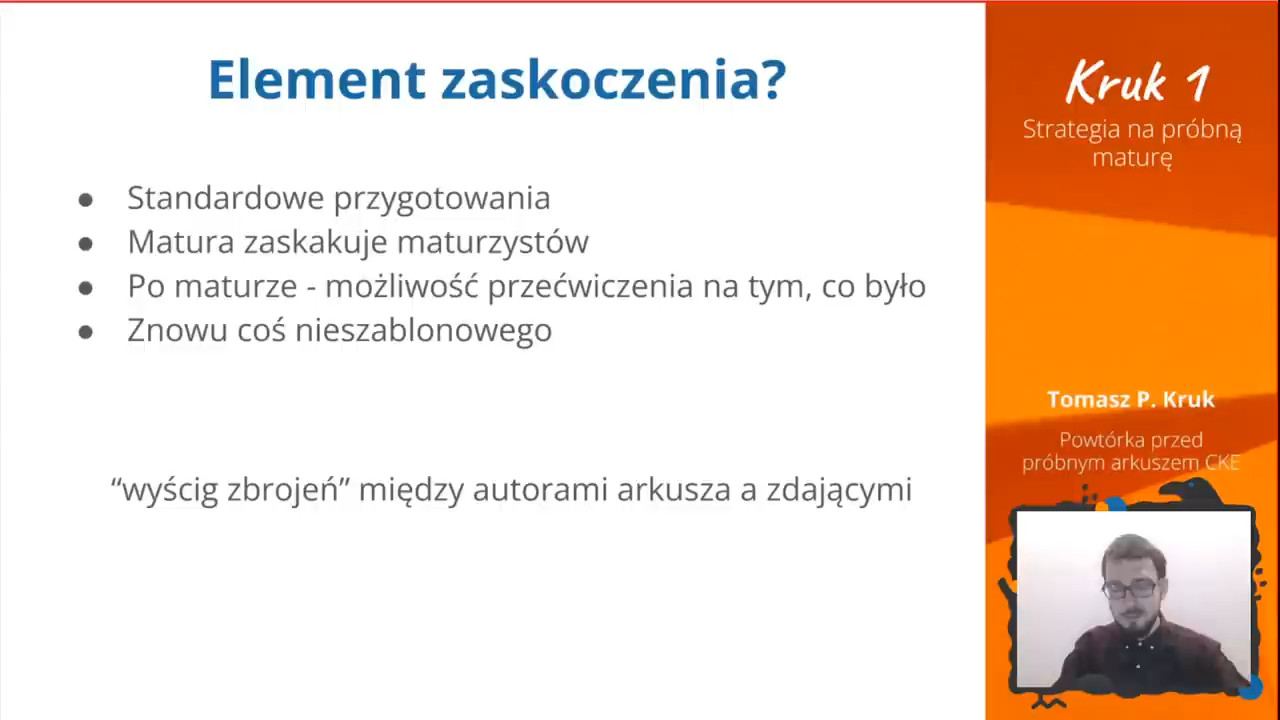 Element zaskoczenia?
● Standardowe przygotowania
● Matura zaskakuje maturzystów
● Po maturze - możliwość przećwiczenia na tym, co było
● Znowu coś nieszablonowego
“wyścig zbrojeń” między autorami arkusza a zdającymi
Kruk 1
Strategia na próbną
maturę
Tomasz P. Kruk
Powtórka przed
próbnym arkuszem CKE